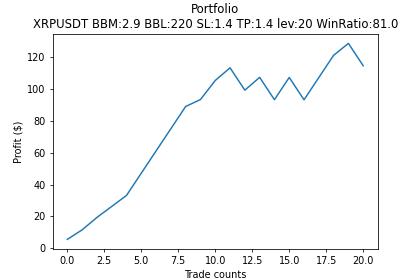 Portfolio
XRPUSDT BBM:2.9 BBL:220 SL:1.4 TP:1.4 lev:20 WinRatio:81.0
120
100
80
60
40
20
0
Profit ($)
0.0 2.5 5.0 7.5 10.0 12.5 15.0 17.5 20.0
Trade counts